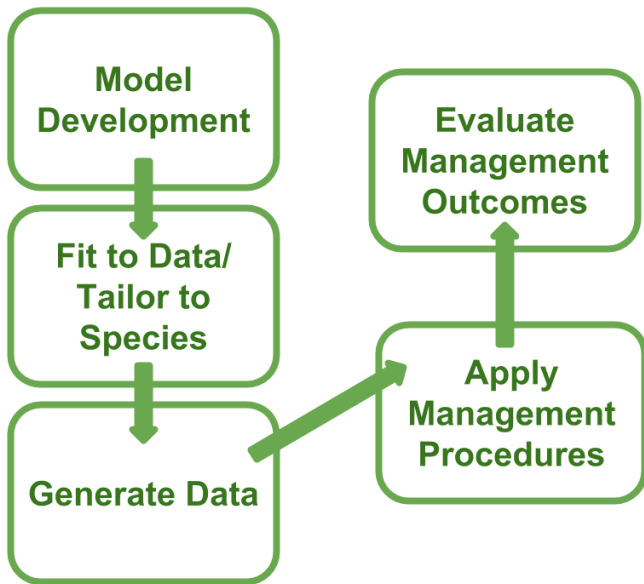 Model
Development
Fit to Data/
Tailor to
Species
Generate Data
Apply
Management
Procedures
Evaluate
Management
Outcomes